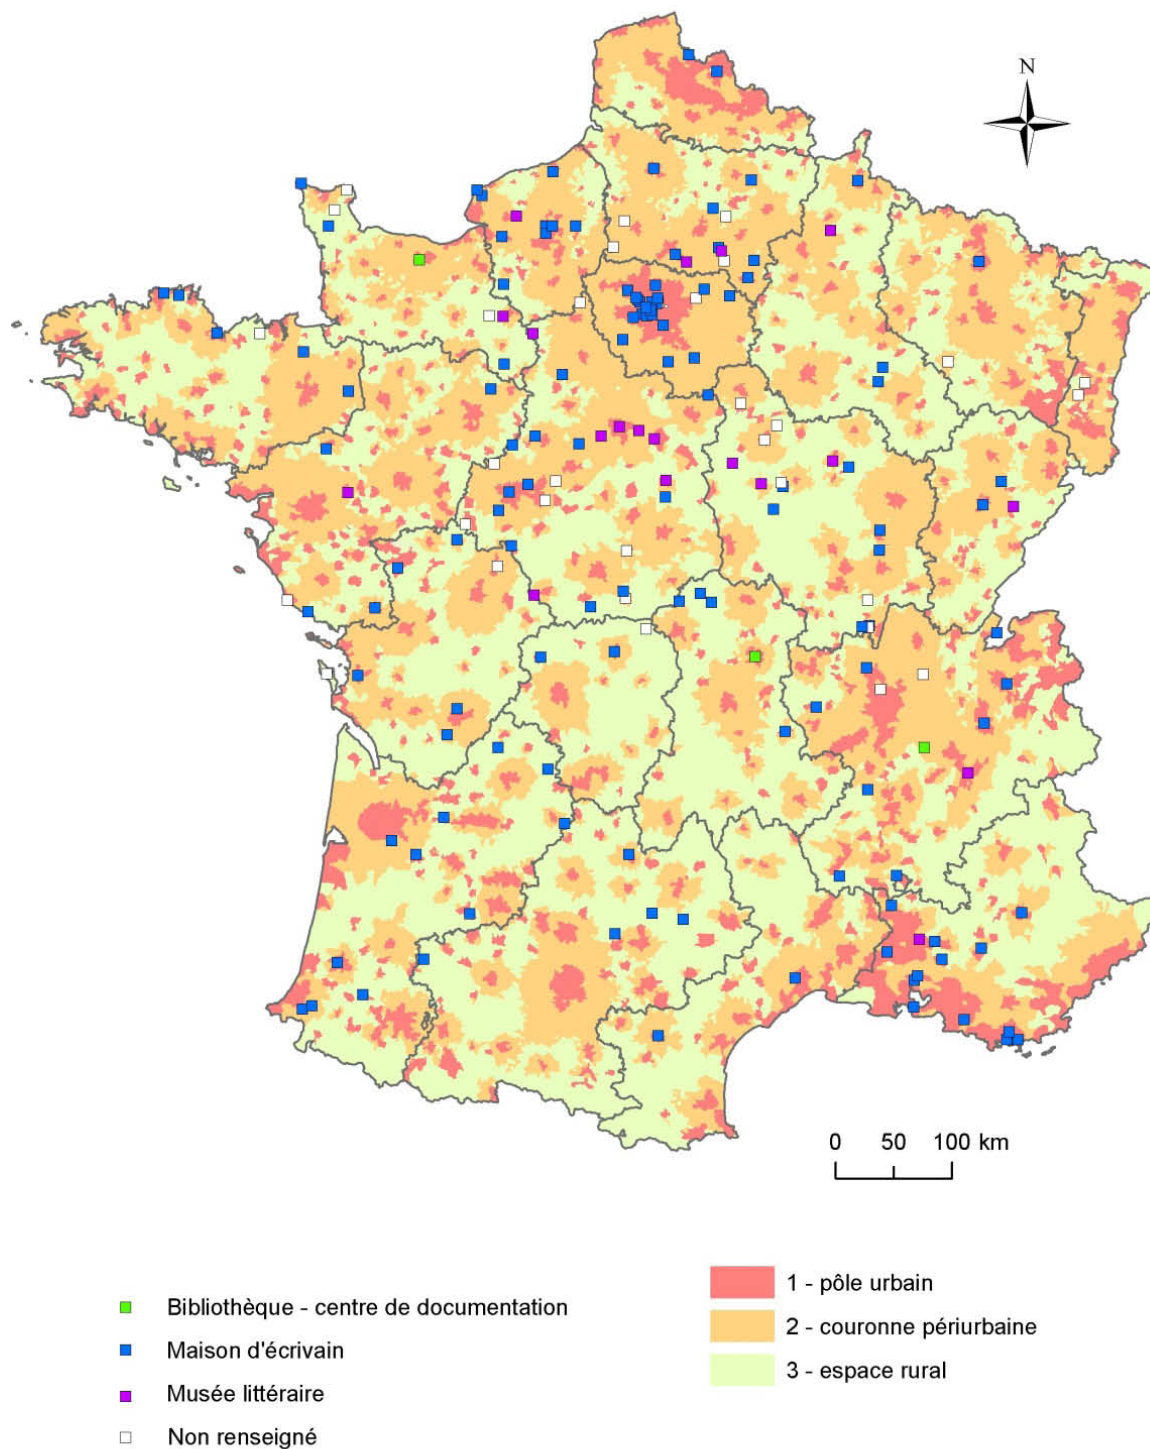 N
0 50 100 km
Bibliothèque - centre de documentation
Maison d'écrivain
Musée littéraire
Non renseigné
1 - pôle urbain
2 - couronne périurbaine
3 - espace rural